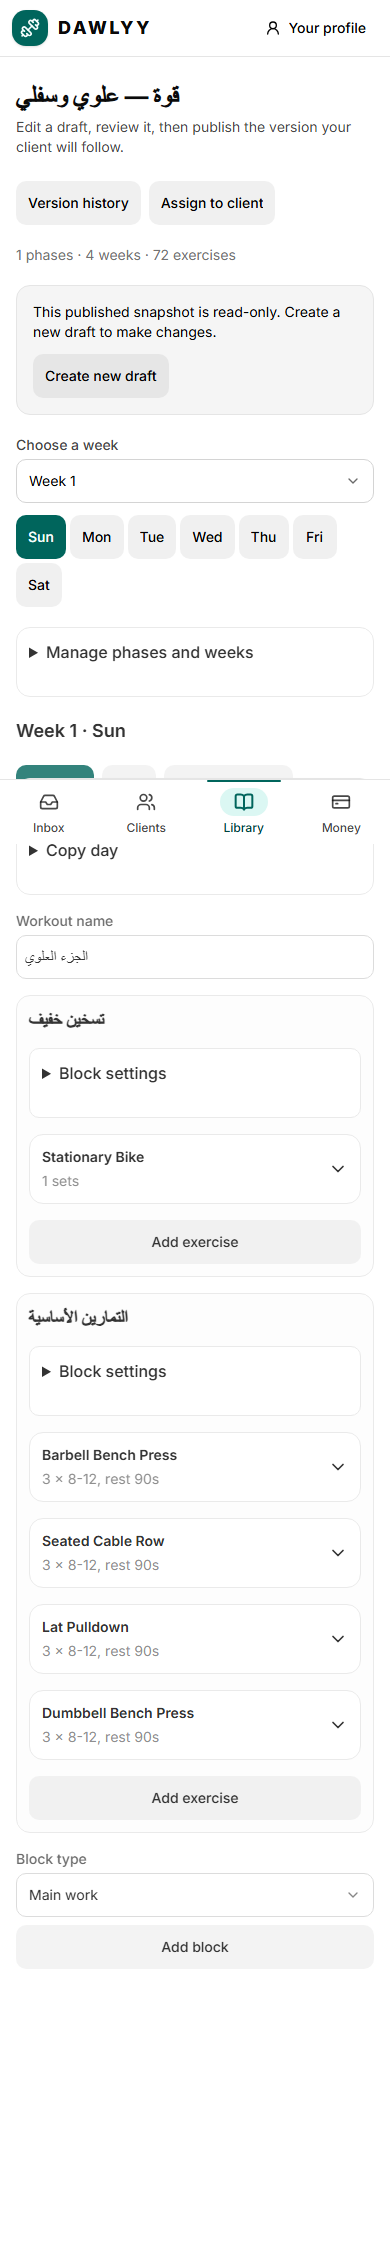 DAWLYY
Your profile
قوة — علوي وسفلي
Edit a draft, review it, then publish the version your
client will follow.
Version history
Assign to client
1 phases · 4 weeks · 72 exercises
This published snapshot is read-only. Create a
new draft to make changes.
Create new draft
Choose a week
Week 1
Sun
Mon
Tue
Wed
Thu
Fri
Sat
Manage phases and weeks
Week 1 · Sun
Inbox
Clients
Library
Money
Copy day
Workout name
الجزء العلوي
تسخين خفيف
Block settings
Stationary Bike
1 sets
Add exercise
التمارين الأساسية
Block settings
Barbell Bench Press
3 × 8-12, rest 90s
Seated Cable Row
3 × 8-12, rest 90s
Lat Pulldown
3 × 8-12, rest 90s
Dumbbell Bench Press
3 × 8-12, rest 90s
Add exercise
Block type
Main work
Add block